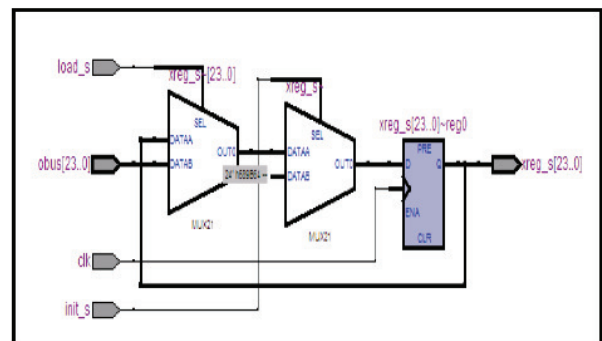 load_s
xreg_s~[23..0]
xreg_s~
xreg_s[23..0]~reg0
SEL
SEL
PRE
DATAA
DATAB
OUT0
DATAA
DATAB
OUT0
D
Q
ENA
CLR
obus[23..0]
xreg_s[23..0]
MUX21
MUX21
clk
init_s